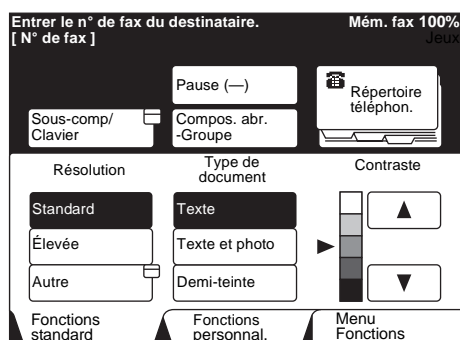 Entrer le n° de fax du destinataire. Mém. fax 100%
[ N° de fax ] Jeux
Pause (—)
Répertoire
téléphon.
Sous-comp/
Clavier
Compos. abr.
-Groupe
Résolution
Type de
document
Contraste
Standard
Texte
Élevée
Texte et photo
Autre
Demi-teinte
Fonctions
standard
Fonctions
personnal.
Menu
Fonctions